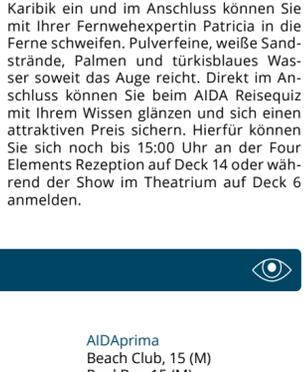 Karibik ein und im Anschluss können Sie
mit Ihrer Fernwehexpertin Patricia in die
Ferne schweifen. Pulverfeine, weiße Sand-
strände, Palmen und türkisblaues Was-
ser soweit das Auge reicht. Direkt im An-
schluss können Sie beim AIDA Reisequiz
mit Ihrem Wissen glänzen und sich einen
attraktiven Preis sichern. Hierfür können
Sie sich noch bis 15:00 Uhr an der Four
Elements Rezeption auf Deck 14 oder wäh-
rend der Show im Theatrium auf Deck 6
anmelden.
AIDAprima
Beach Club, 15 (M)